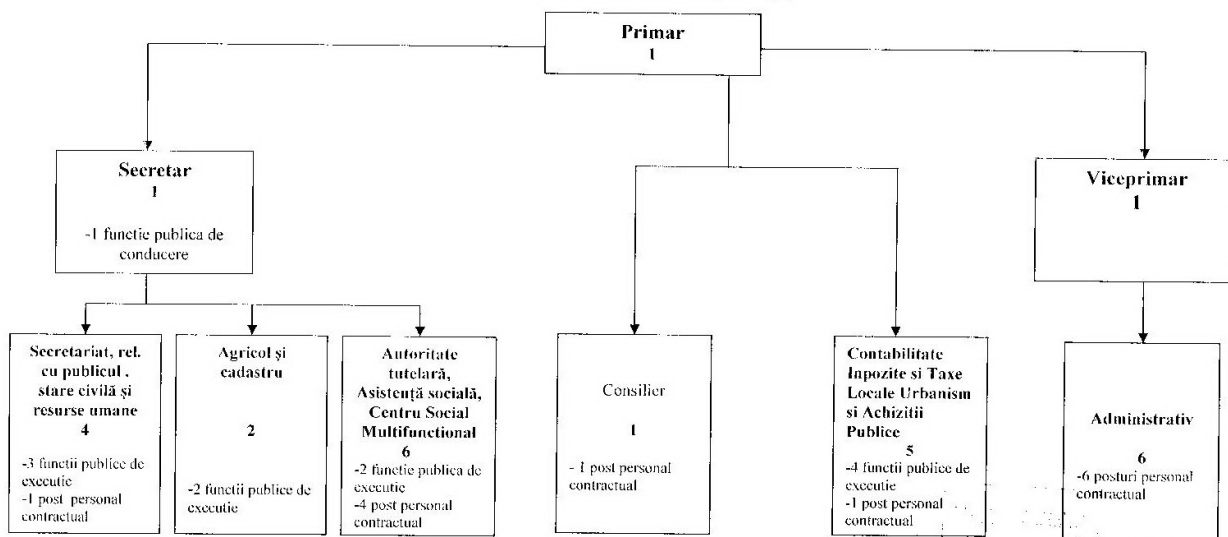 Primar
1
Secretar
1
-1 functie publica de
conducere
Viceprimar
1
Secretariat, rel.
cu publicul ,
stare civilă și
resurse umane
4
-3 functii publice de
executie
-1 post personal
contractual
Agricol și
cadastru
2
-2 functii publice de
executie
Autoritate
tutelară,
Asistență socială,
Centru Social
Multifunctional
6
-2 functie publica de
executie
-4 post personal
contractual
Consilier
1
- 1 post personal
contractual
Contabilitate
Inpozite si Taxe
Locale Urbanism
si Achizitii
Publice
5
-4 functii publice de
executie
-1 post personal
contractual
Administrativ
6
-6 posturi personal
contractual